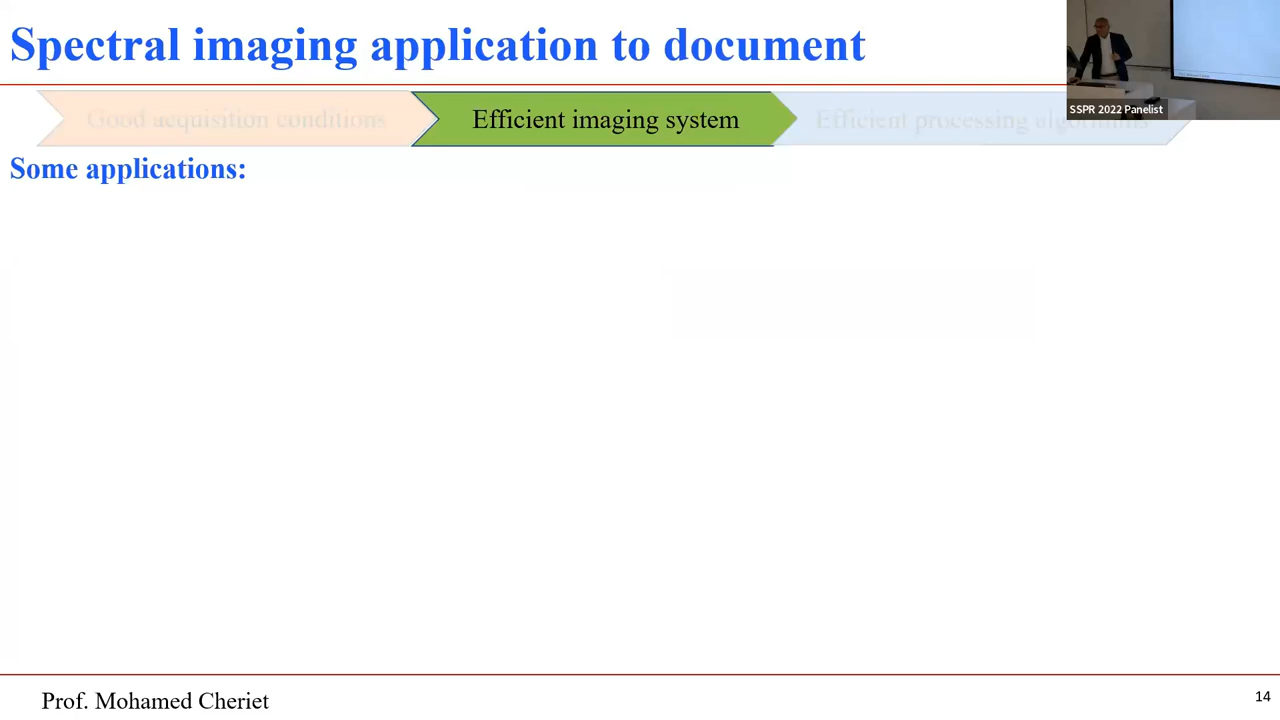 Spectral imaging application to document
Good acquisition conditions
Efficient imaging system
Efficient processing algorithms
SSPR 2022 Panelist
Some applications:
Prof. Mohamed Cheriet
14